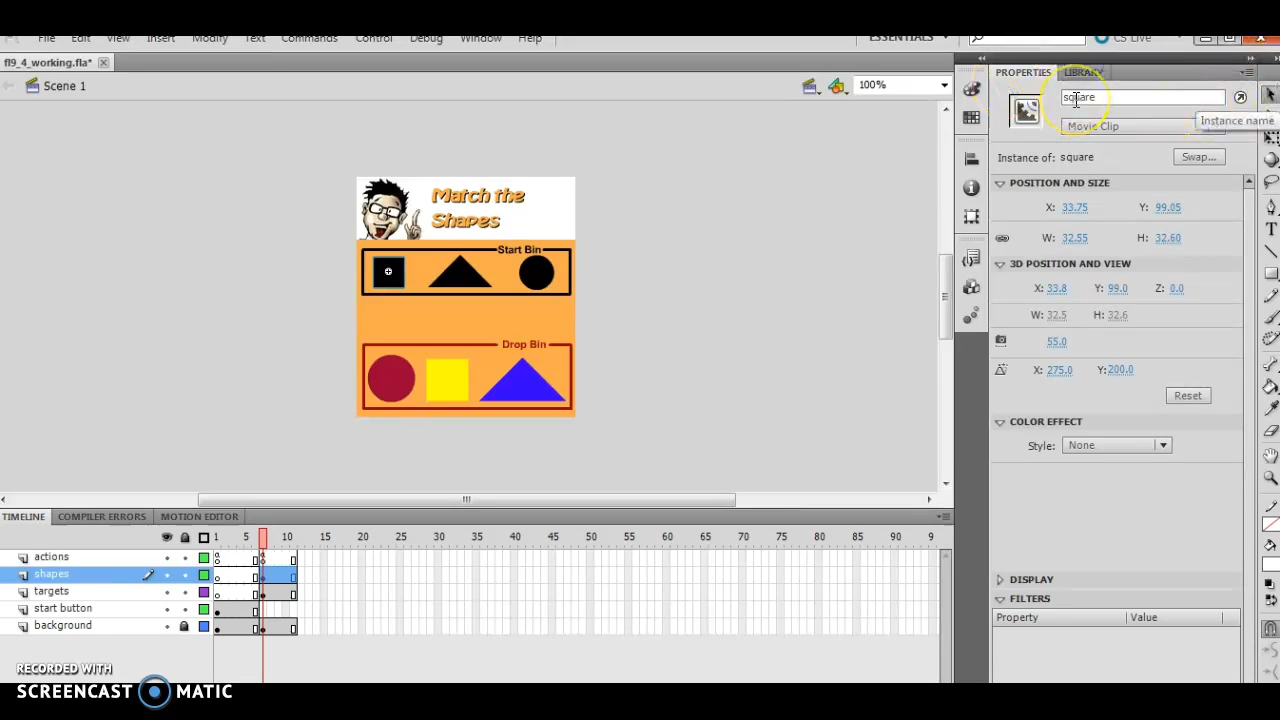 File Edit View Insert Modify Text Commands Control Debug Window Help ESSENTIALS CS Live
fl9_4_working.fla*
Scene 1 100%
PROPERTIES LIBRARY
square
Instance name
Movie Clip
Instance of: square Swap...
POSITION AND SIZE
X: 33.75 Y: 99.05
W: 32.55 H: 32.60
3D POSITION AND VIEW
X: 33.8 Y: 99.0 Z: 0.0
W: 32.5 H: 32.6
55.0
X: 275.0 Y: 200.0
Reset
COLOR EFFECT
Style: None
DISPLAY
FILTERS
Property Value
Match the
Shapes
Start Bin
Drop Bin
TIMELINE COMPILER ERRORS MOTION EDITOR
1 5 10 15 20 25 30 35 40 45 50 55 60 65 70 75 80 85 90 9
actions
shapes
targets
start button
background
RECORDED WITH
SCREENCAST MATIC